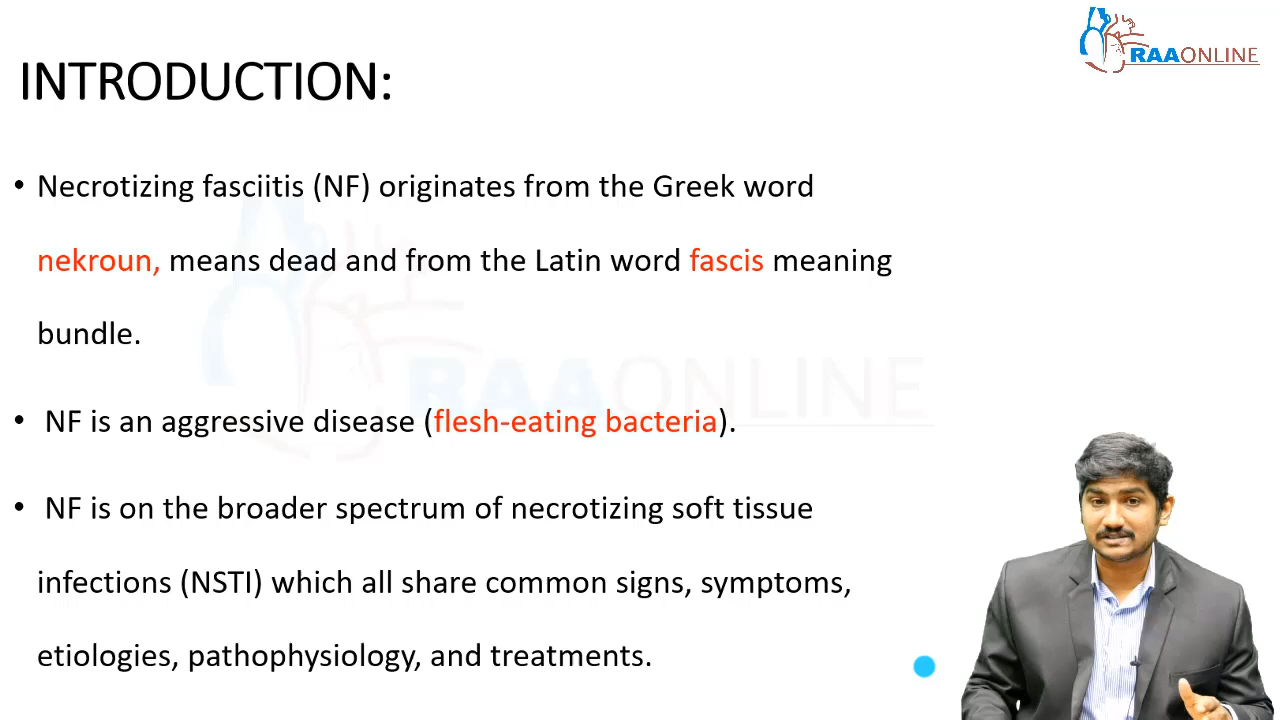 RAAONLINE
INTRODUCTION:
• Necrotizing fasciitis (NF) originates from the Greek word
nekroun, means dead and from the Latin word fascis meaning
bundle.
RAAONLINE
• NF is an aggressive disease (flesh-eating bacteria).
• NF is on the broader spectrum of necrotizing soft tissue
infections (NSTI) which all share common signs, symptoms,
etiologies, pathophysiology, and treatments.